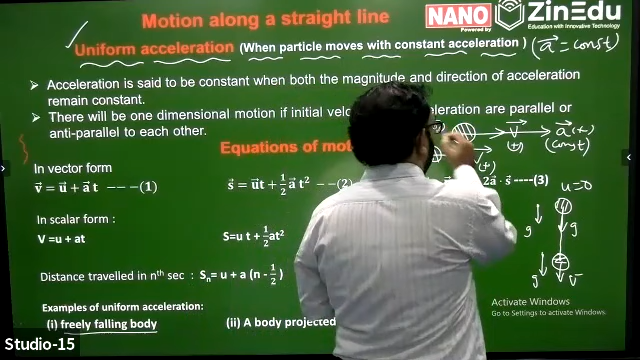 Motion along a straight line
NANO
Powered by
ZinEdu
Education with Innovative Technology
Uniform acceleration (When particle moves with constant acceleration) (a⃗ = const)
➢ Acceleration is said to be constant when both the magnitude and direction of acceleration
remain constant.
➢ There will be one dimensional motion if initial are parallel or
anti-parallel to each other.
v⃗ a⃗(+)
(+) (const)
Equations of
(+)
In vector form
v⃗ = u⃗ + a⃗ t ----(1) s⃗ = u⃗t + ½ a⃗ t² --(2) 2a⃗ · s⃗ ----(3)
u=0
g g
In scalar form :
V =u + at S=u t + ½at²
g v⃗
Distance travelled in nᵗʰ sec : Sₙ= u + a (n - ½)
Examples of uniform acceleration:
(i) freely falling body (ii) A body projected
Activate Windows
Go to Settings to activate Windows.
Studio-15